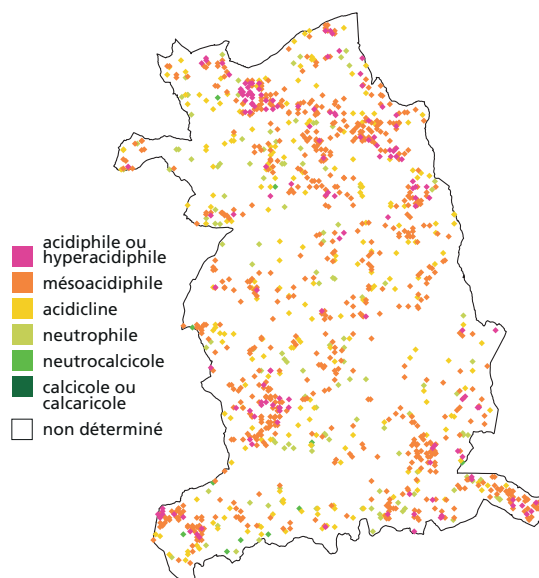 acidiphile ou
hyperacidiphile
mésoacidiphile
acidicline
neutrophile
neutrocalcicole
calcicole ou
calcaricole
non déterminé